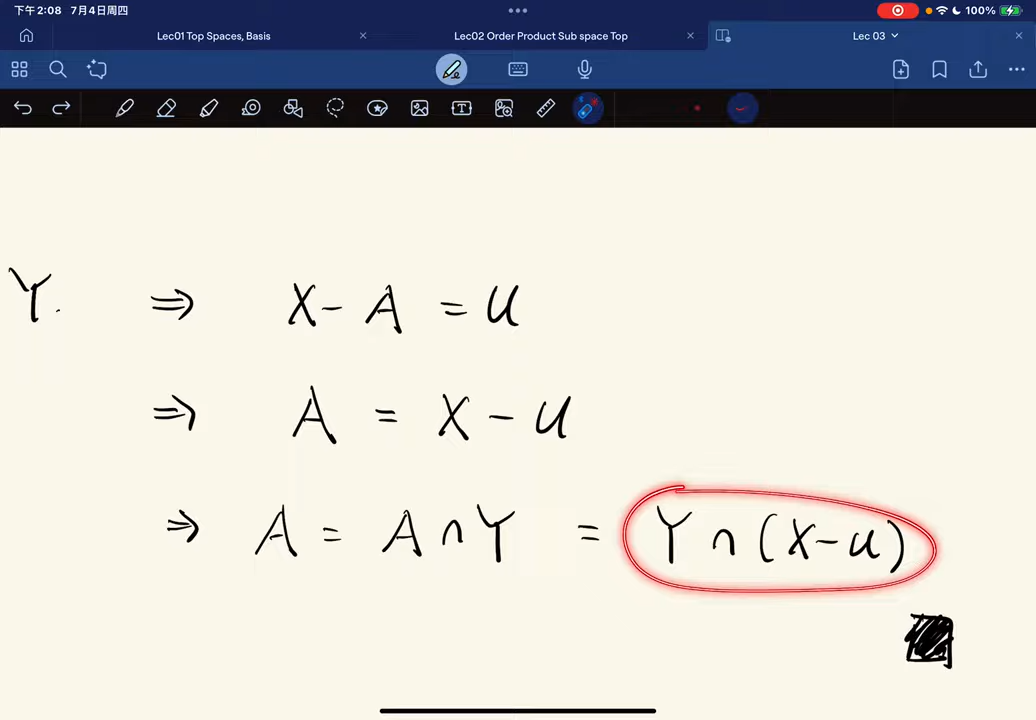 下午2:08 7月4日周四 100%
Lec01 Top Spaces, Basis Lec02 Order Product Sub space Top Lec 03
Y. ⇒ X - A = U
⇒ A = X - U
⇒ A = A ∩ Y = Y ∩ (X - U)